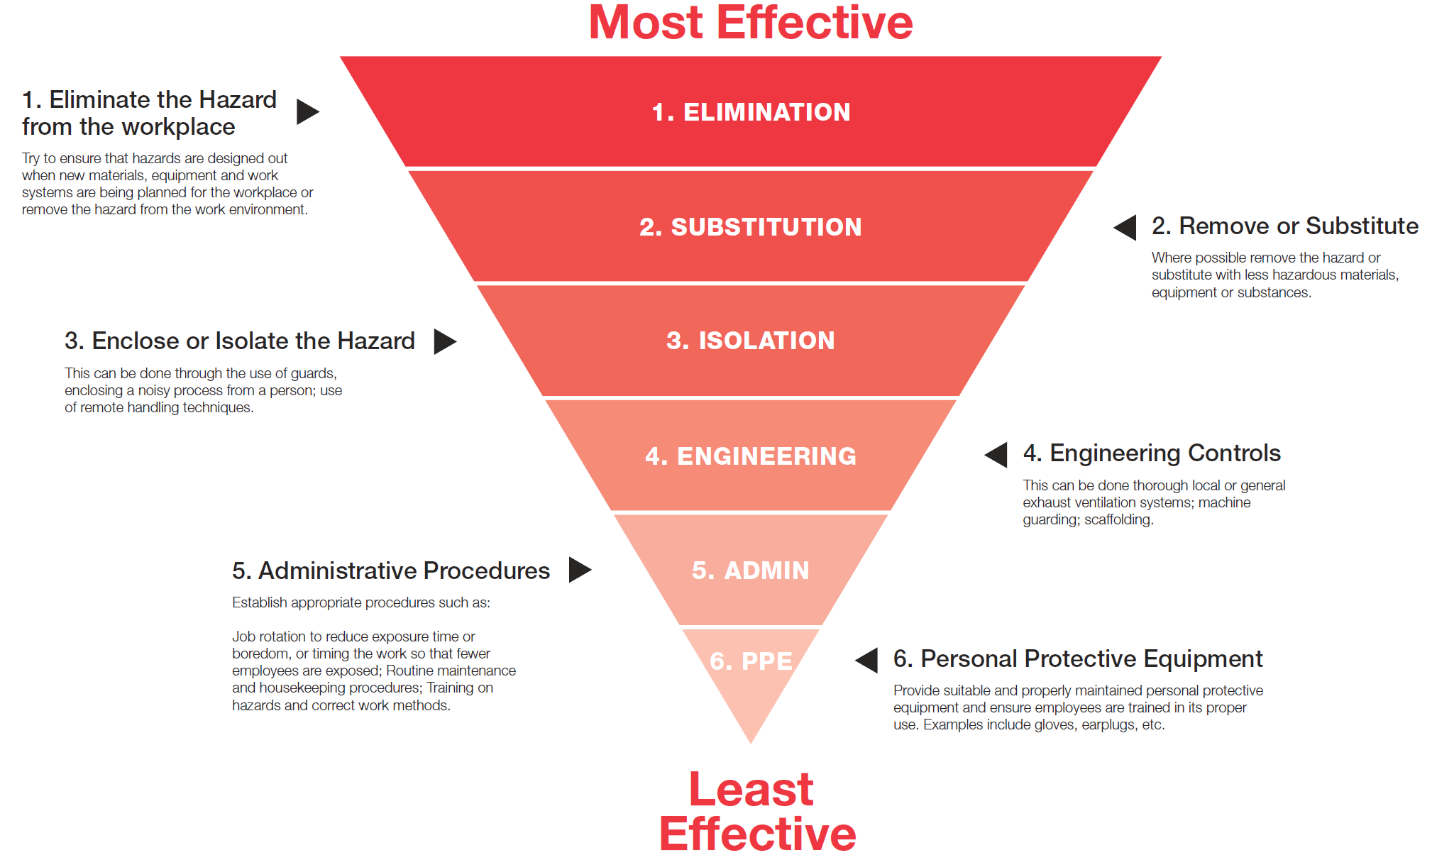 Most Effective
1. Eliminate the Hazard
from the workplace
Try to ensure that hazards are designed out
when new materials, equipment and work
systems are being planned for the workplace or
remove the hazard from the work environment.
1. ELIMINATION
2. SUBSTITUTION
2. Remove or Substitute
Where possible remove the hazard or
substitute with less hazardous materials,
equipment or substances.
3. Enclose or Isolate the Hazard
This can be done through the use of guards,
enclosing a noisy process from a person; use
of remote handling techniques.
3. ISOLATION
4. ENGINEERING
4. Engineering Controls
This can be done thorough local or general
exhaust ventilation systems; machine
guarding; scaffolding.
5. Administrative Procedures
Establish appropriate procedures such as:
Job rotation to reduce exposure time or
boredom, or timing the work so that fewer
employees are exposed; Routine maintenance
and housekeeping procedures; Training on
hazards and correct work methods.
5. ADMIN
6. PPE
6. Personal Protective Equipment
Provide suitable and properly maintained personal protective
equipment and ensure employees are trained in its proper
use. Examples include gloves, earplugs, etc.
Least
Effective